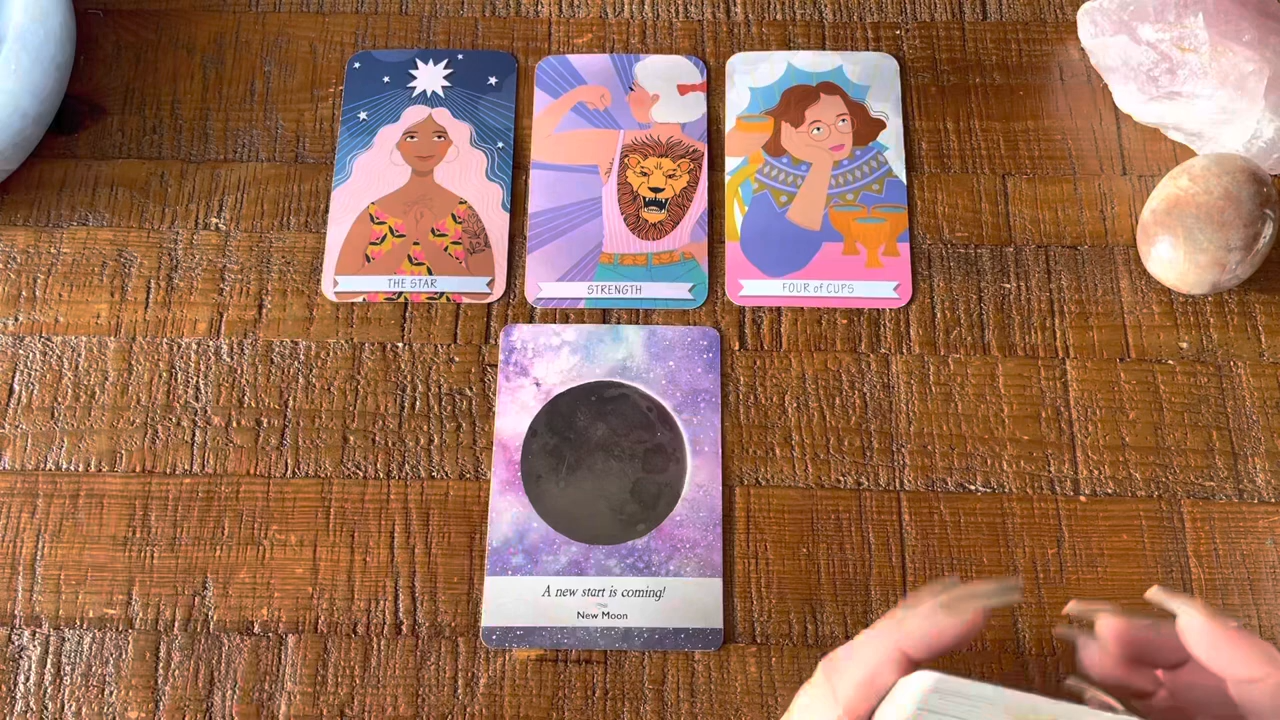 THE STAR
STRENGTH
FOUR of CUPS
A new start is coming!
New Moon